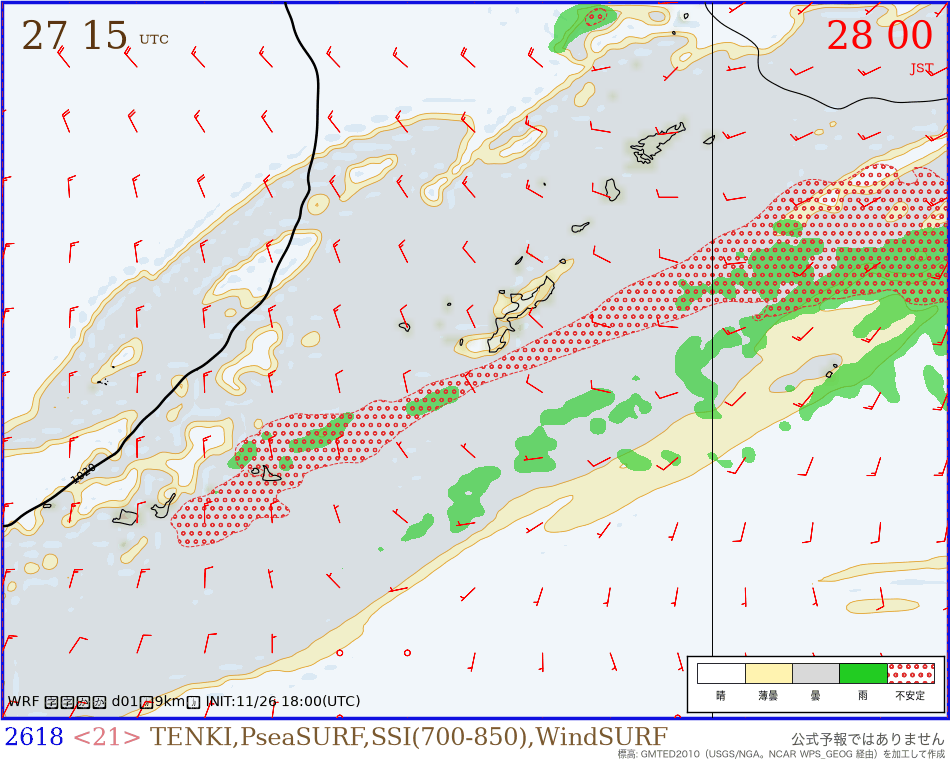 27 15 UTC
28 00
JST
1020
WRF d01 9km INIT:11/26 18:00(UTC)
晴 薄曇 曇 雨 不安定
2618 <21> TENKI,PseaSURF,SSI(700-850),WindSURF
公式予報ではありません
標高: GMTED2010（USGS/NGA。NCAR WPS_GEOG 経由）を加工して作成